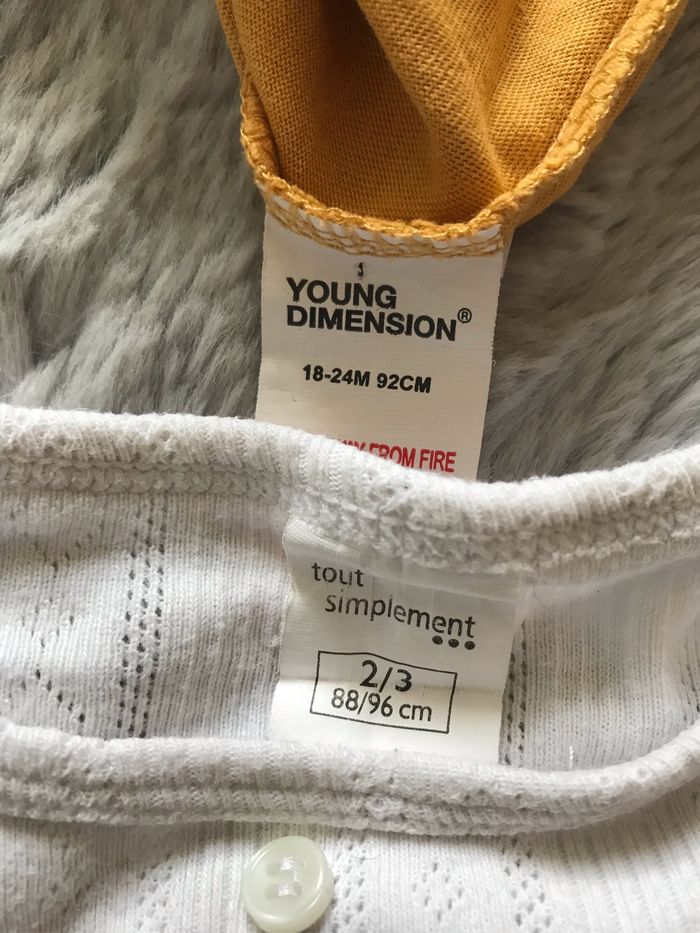 YOUNG
DIMENSION®
18-24M 92CM
FROM FIRE
tout
simplement
2/3
88/96 cm